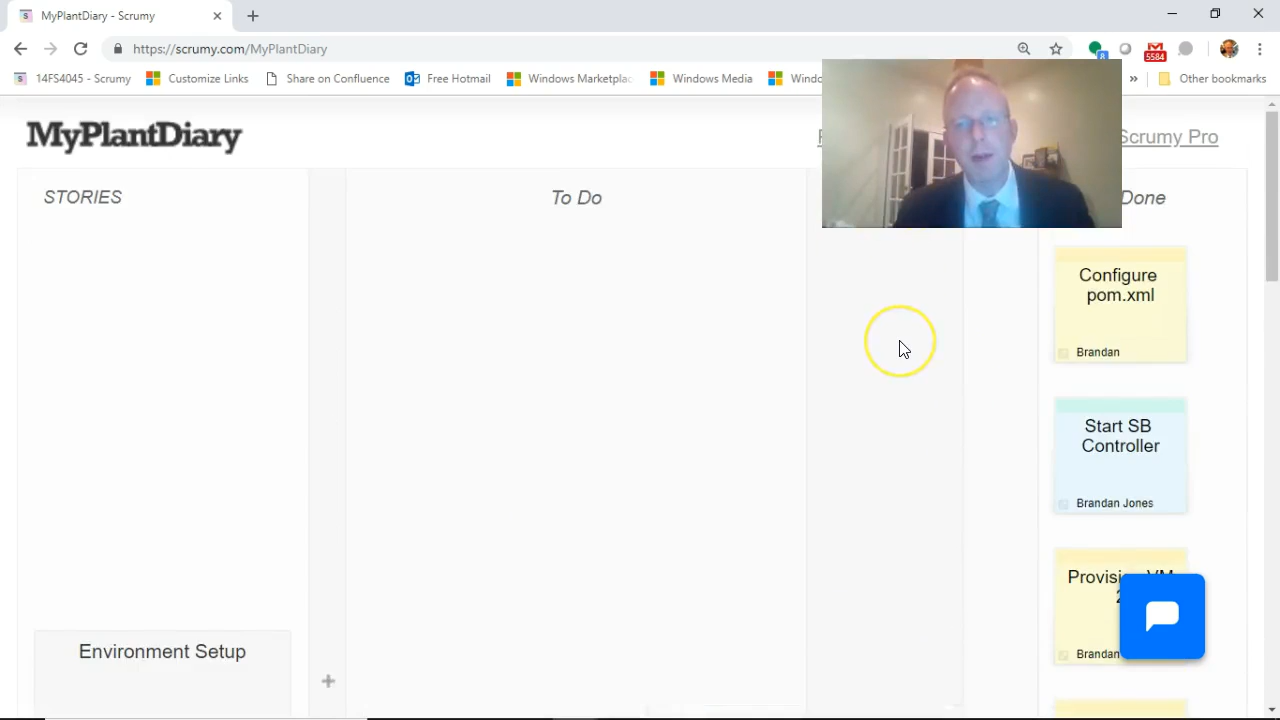 MyPlantDiary - Scrumy
https://scrumy.com/MyPlantDiary
8
5584
14FS4045 - Scrumy
Customize Links
Share on Confluence
Free Hotmail
Windows Marketplac
Windows Media
Windo
»
Other bookmarks
MyPlantDiary
Scrumy Pro
STORIES
To Do
Done
Configure
pom.xml
Brandan
Start SB
Controller
Brandan Jones
Brandan
Environment Setup
+